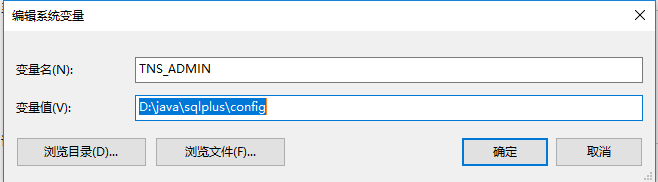 编辑系统变量
变量名(N):
TNS_ADMIN
变量值(V):
D:\java\sqlplus\config
浏览目录(D)...
浏览文件(F)...
确定
取消